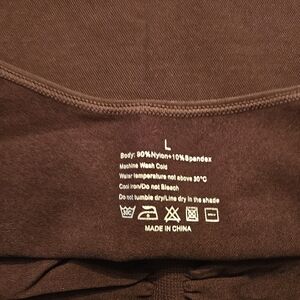 L
Body: 90%Nylon+10%Spandex
Machine Wash Cold
Water temperature not above 30°C
Cool iron/Do not Bleach
Do not tumble dry/Line dry in the shade
MADE IN CHINA